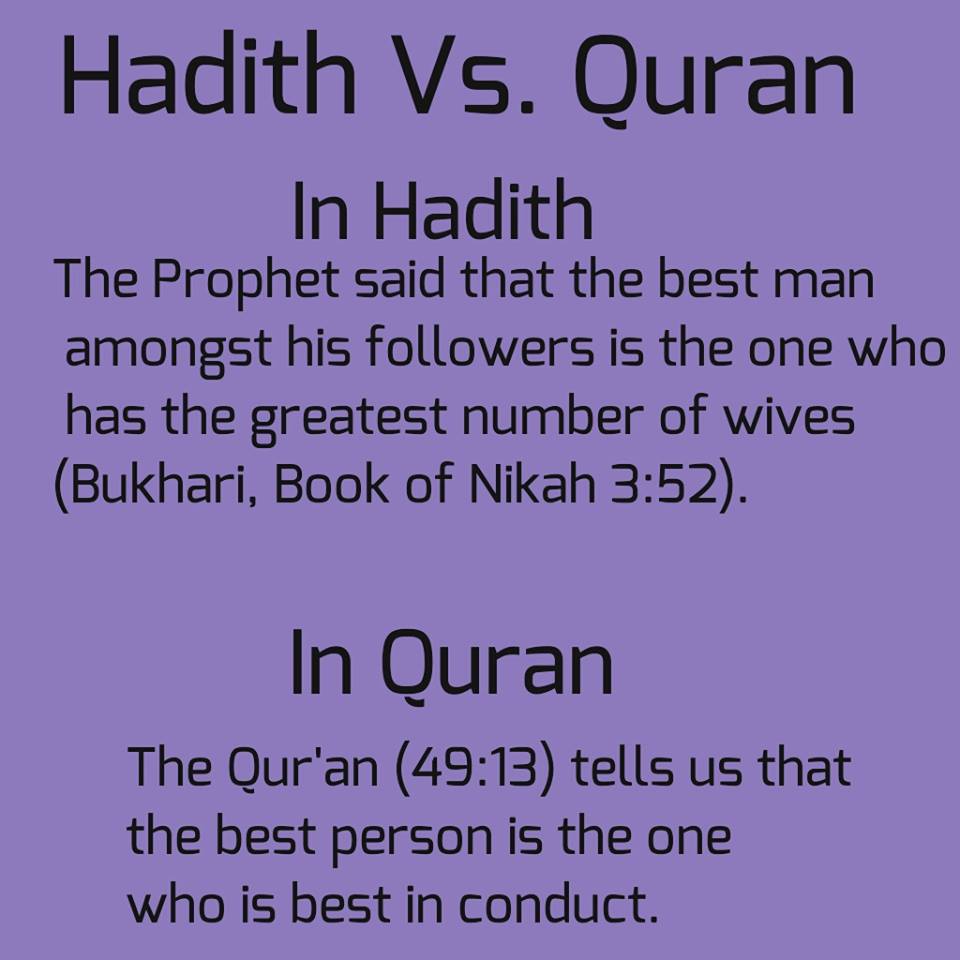 Hadith Vs. Quran
In Hadith
The Prophet said that the best man
amongst his followers is the one who
has the greatest number of wives
(Bukhari, Book of Nikah 3:52).
In Quran
The Qur'an (49:13) tells us that
the best person is the one
who is best in conduct.